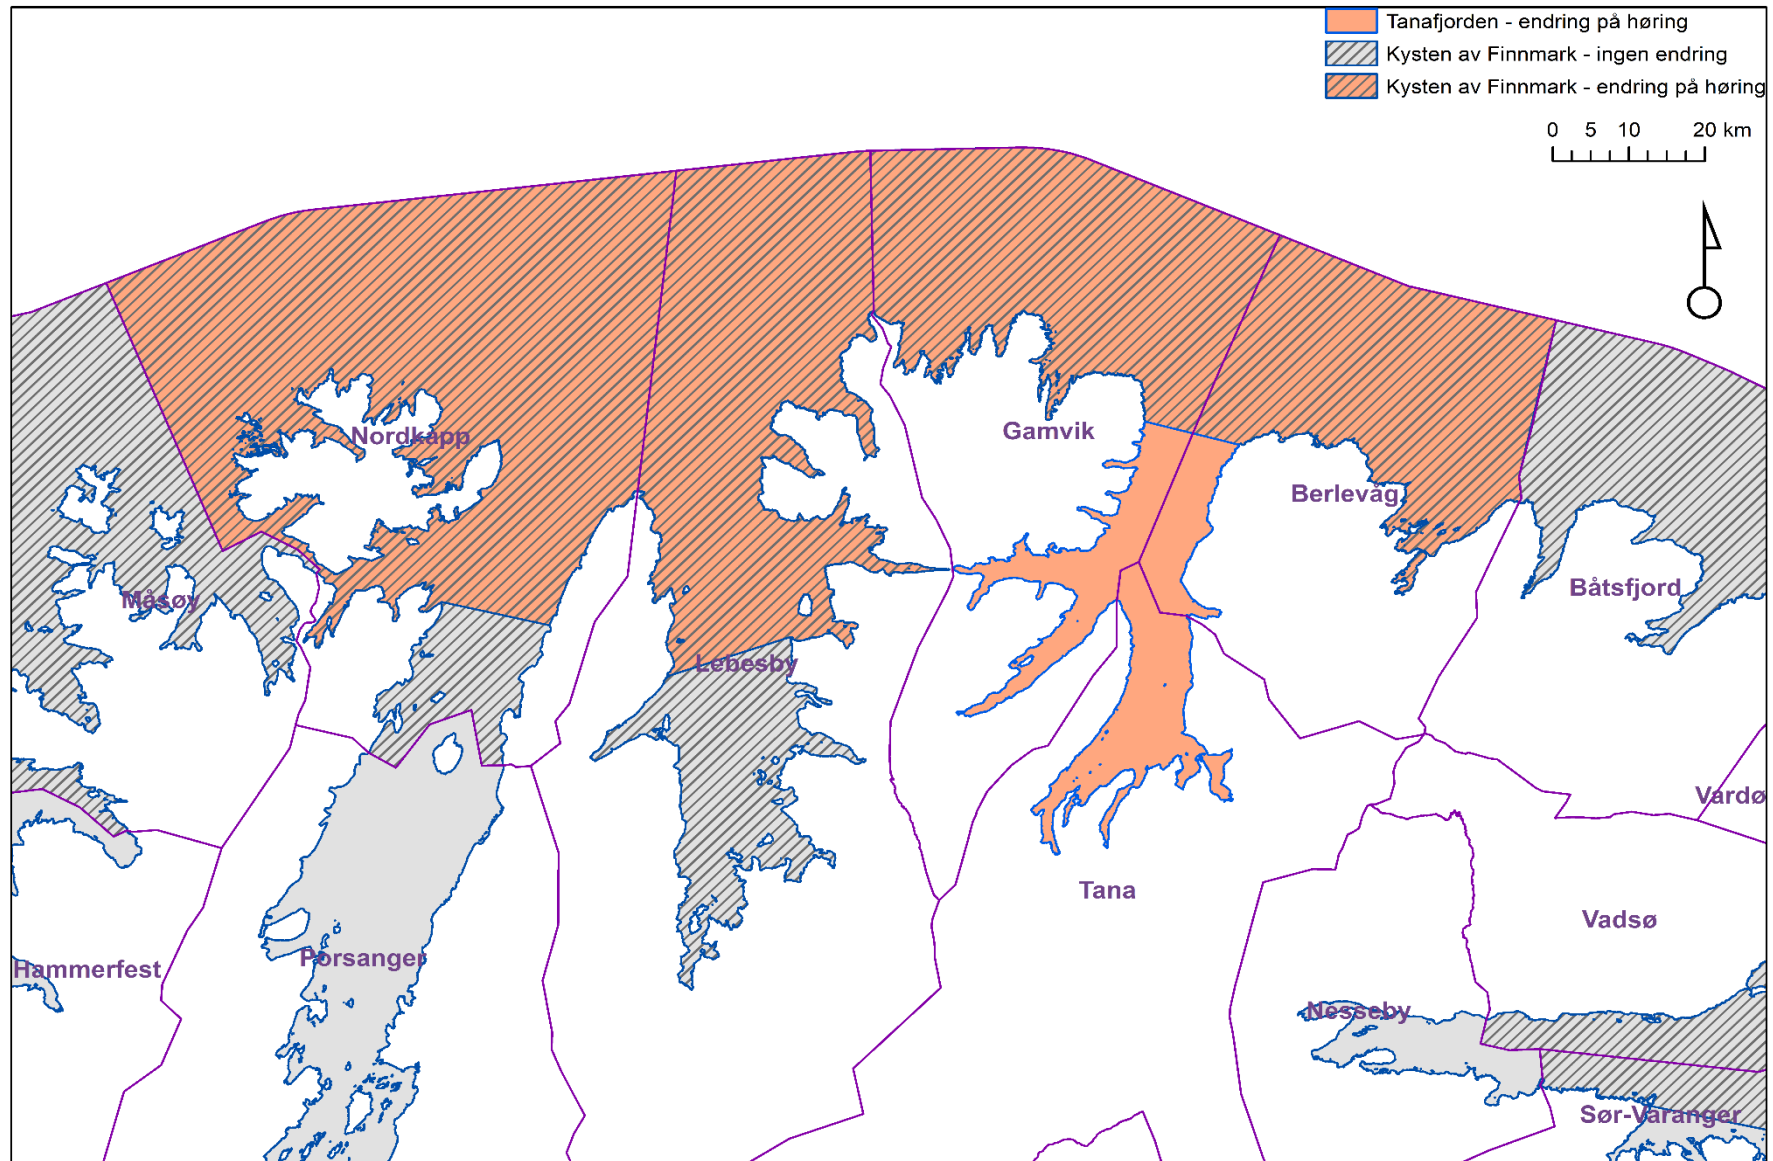 Tanafjorden - endring på høring
Kysten av Finnmark - ingen endring
Kysten av Finnmark - endring på høring
0 5 10 20 km
Nordkapp
Gamvik
Berlevåg
Måsøy
Båtsfjord
Lebesby
Vardø
Tana
Vadsø
Porsanger
Hammerfest
Nesseby
Sør-Varanger